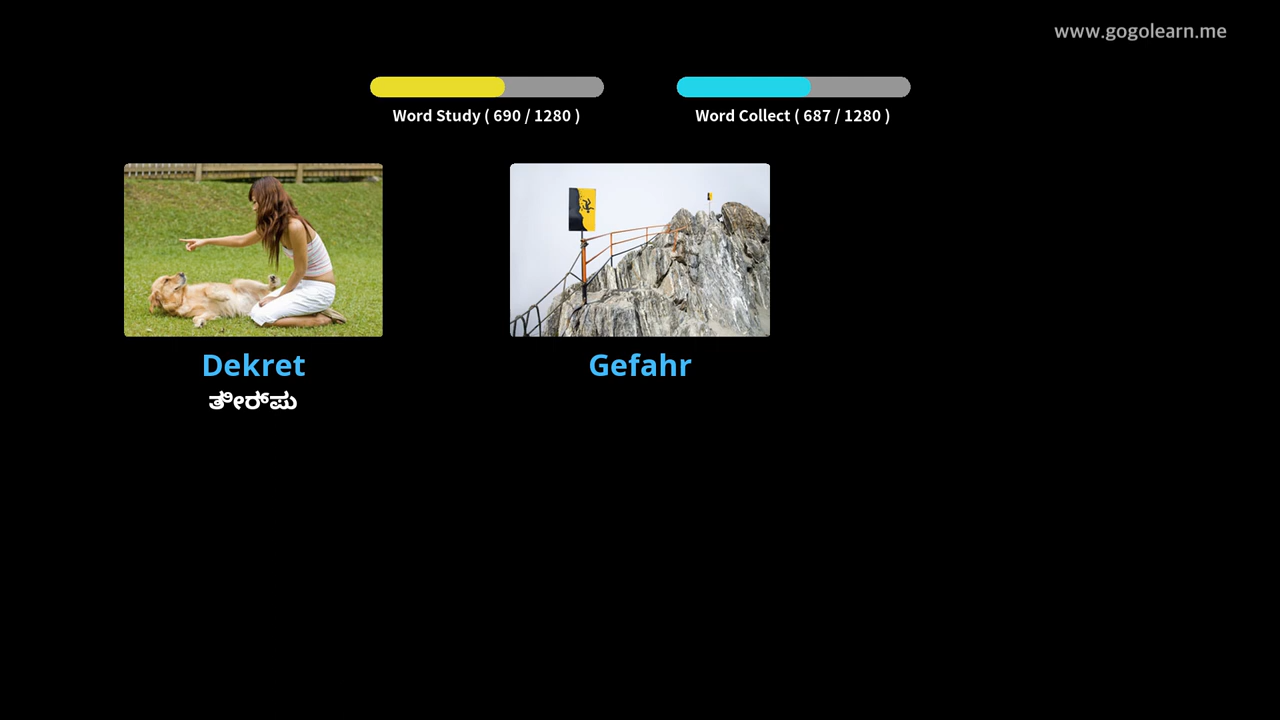 www.gogolearn.me
Word Study ( 690 / 1280 )
Word Collect ( 687 / 1280 )
Dekret
Gefahr
ತೀರ್ಪು